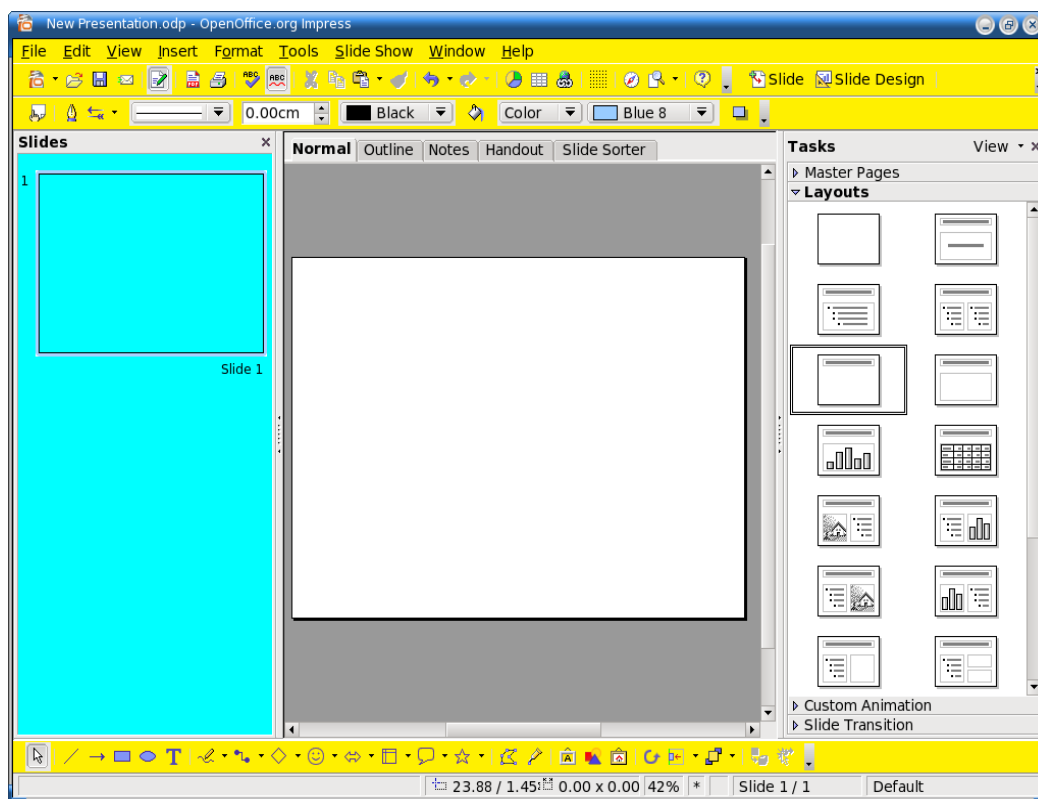 New Presentation.odp - OpenOffice.org Impress
File Edit View Insert Format Tools Slide Show Window Help
ABC ABC Slide Slide Design
0.00cm Black Color Blue 8
Slides
Normal Outline Notes Handout Slide Sorter
Tasks View
Master Pages
Layouts
1
Slide 1
Custom Animation
Slide Transition
T A
23.88 / 1.45 0.00 x 0.00 42% * Slide 1 / 1 Default